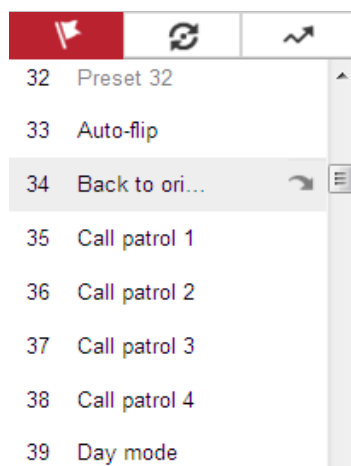 32 Preset 32
33 Auto-flip
34 Back to ori...
35 Call patrol 1
36 Call patrol 2
37 Call patrol 3
38 Call patrol 4
39 Day mode